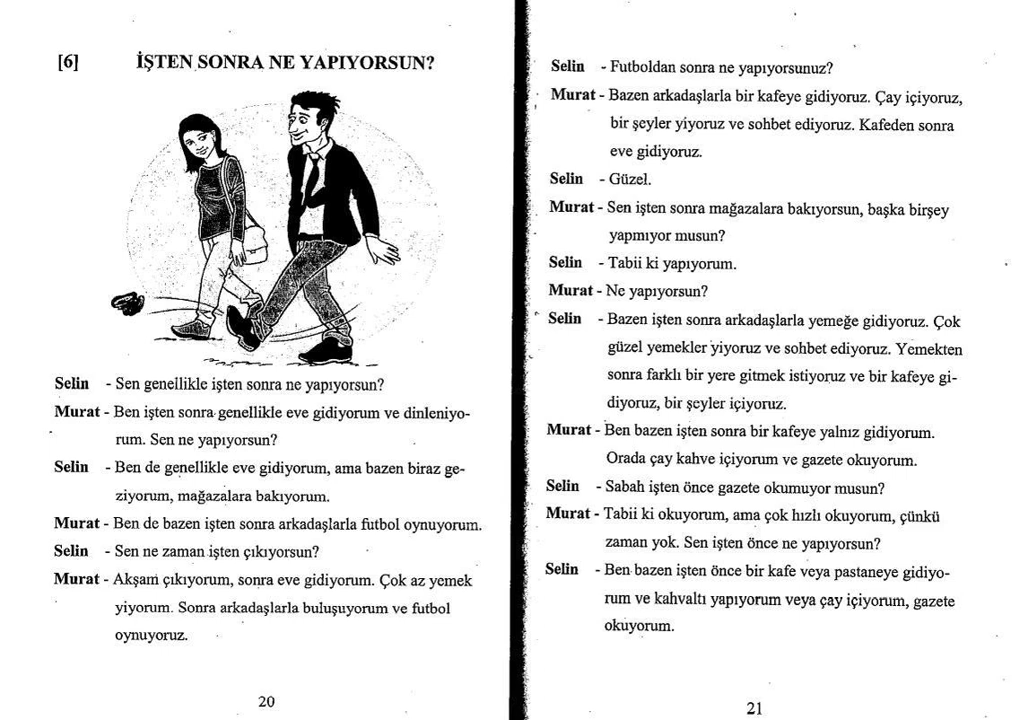 [6] İŞTEN SONRA NE YAPIYORSUN?
Selin - Sen genellikle işten sonra ne yapıyorsun?
Murat - Ben işten sonra genellikle eve gidiyorum ve dinleniyo-
rum. Sen ne yapıyorsun?
Selin - Ben de genellikle eve gidiyorum, ama bazen biraz ge-
ziyorum, mağazalara bakıyorum.
Murat - Ben de bazen işten sonra arkadaşlarla futbol oynuyorum.
Selin - Sen ne zaman işten çıkıyorsun?
Murat - Akşam çıkıyorum, sonra eve gidiyorum. Çok az yemek
yiyorum. Sonra arkadaşlarla buluşuyorum ve futbol
oynuyoruz.
20
Selin - Futboldan sonra ne yapıyorsunuz?
Murat - Bazen arkadaşlarla bir kafeye gidiyoruz. Çay içiyoruz,
bir şeyler yiyoruz ve sohbet ediyoruz. Kafeden sonra
eve gidiyoruz.
Selin - Güzel.
Murat - Sen işten sonra mağazalara bakıyorsun, başka birşey
yapmıyor musun?
Selin - Tabii ki yapıyorum.
Murat - Ne yapıyorsun?
Selin - Bazen işten sonra arkadaşlarla yemeğe gidiyoruz. Çok
güzel yemekler yiyoruz ve sohbet ediyoruz. Yemekten
sonra farklı bir yere gitmek istiyoruz ve bir kafeye gi-
diyoruz, bir şeyler içiyoruz.
Murat - Ben bazen işten sonra bir kafeye yalnız gidiyorum.
Orada çay kahve içiyorum ve gazete okuyorum.
Selin - Sabah işten önce gazete okumuyor musun?
Murat - Tabii ki okuyorum, ama çok hızlı okuyorum, çünkü
zaman yok. Sen işten önce ne yapıyorsun?
Selin - Ben bazen işten önce bir kafe veya pastaneye gidiyo-
rum ve kahvaltı yapıyorum veya çay içiyorum, gazete
okuyorum.
21